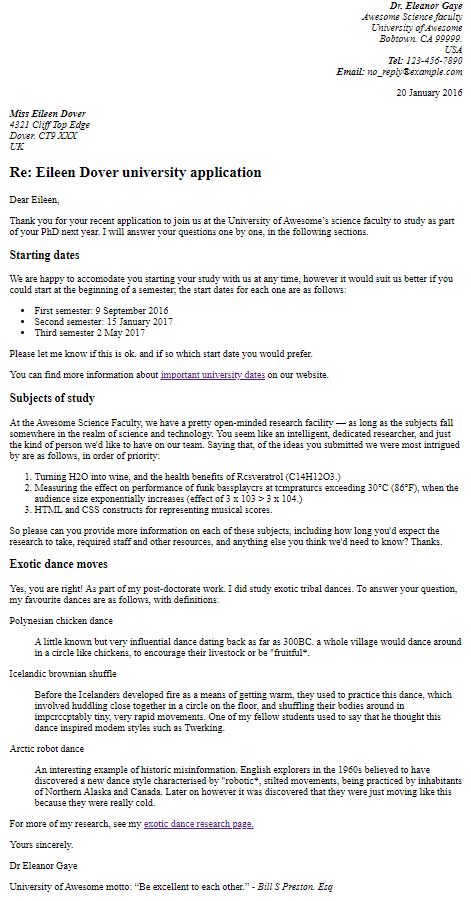 Dr. Eleanor Gaye
Awesome Science faculty
University of Awesome
Bobtown. CA 99999.
USA
Tel: 123-456-7890
Email: no_reply@example.com
20 January 2016
Miss Eileen Dover
4321 Cliff Top Edge
Dover. CT9 XXX
UK
Re: Eileen Dover university application
Dear Eileen,
Thank you for your recent application to join us at the University of Awesome's science faculty to study as part
of your PhD next year. I will answer your questions one by one, in the following sections.
Starting dates
We are happy to accomodate you starting your study with us at any time, however it would suit us better if you
could start at the beginning of a semester; the start dates for each one are as follows:
• First semester: 9 September 2016
• Second semester: 15 January 2017
• Third semester 2 May 2017
Please let me know if this is ok. and if so which start date you would prefer.
You can find more information about important university dates on our website.
Subjects of study
At the Awesome Science Faculty, we have a pretty open-minded research facility — as long as the subjects fall
somewhere in the realm of science and technology. You seem like an intelligent, dedicated researcher, and just
the kind of person we'd like to have on our team. Saying that, of the ideas you submitted we were most intrigued
by are as follows, in order of priority:
1. Turning H2O into wine, and the health benefits of Rcsveratrol (C14H12O3.)
2. Measuring the effect on performance of funk bassplaycrs at tcmpraturcs exceeding 30°C (86°F), when the
audience size exponentially increases (effect of 3 x 103 > 3 x 104.)
3. HTML and CSS constructs for representing musical scores.
So please can you provide more information on each of these subjects, including how long you'd expect the
research to take, required staff and other resources, and anything else you think we'd need to know? Thanks.
Exotic dance moves
Yes, you are right! As part of my post-doctorate work. I did study exotic tribal dances. To answer your question,
my favourite dances are as follows, with definitions:
Polynesian chicken dance
A little known but very influential dance dating back as far as 300BC. a whole village would dance around
in a circle like chickens, to encourage their livestock or be "fruitful*.
Icelandic brownian shuffle
Before the Icelanders developed fire as a means of getting warm, they used to practice this dance, which
involved huddling close together in a circle on the floor, and shuffling their bodies around in
imprcrcptably tiny, very rapid movements. One of my fellow students used to say that he thought this
dance inspired modem styles such as Twerking.
Arctic robot dance
An interesting example of historic misinformation. English explorers in the 1960s believed to have
discovered a new dance style characterised by "robotic*, stilted movements, being practiced by inhabitants
of Northern Alaska and Canada. Later on however it was discovered that they were just moving like this
because they were really cold.
For more of my research, see my exotic dance research page.
Yours sincerely.
Dr Eleanor Gaye
University of Awesome motto: “Be excellent to each other.” - Bill S Preston. Esq